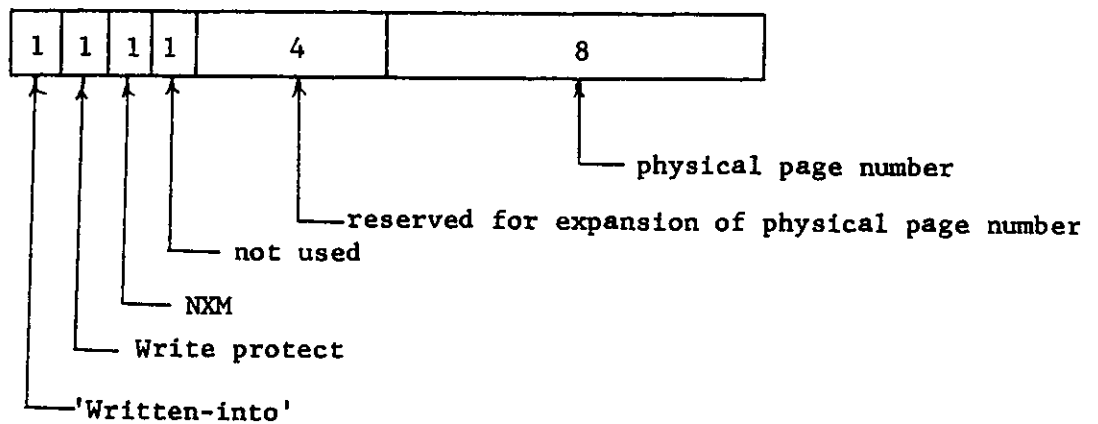 1 1 1 1 4 8
physical page number
reserved for expansion of physical page number
not used
NXM
Write protect
'Written-into'